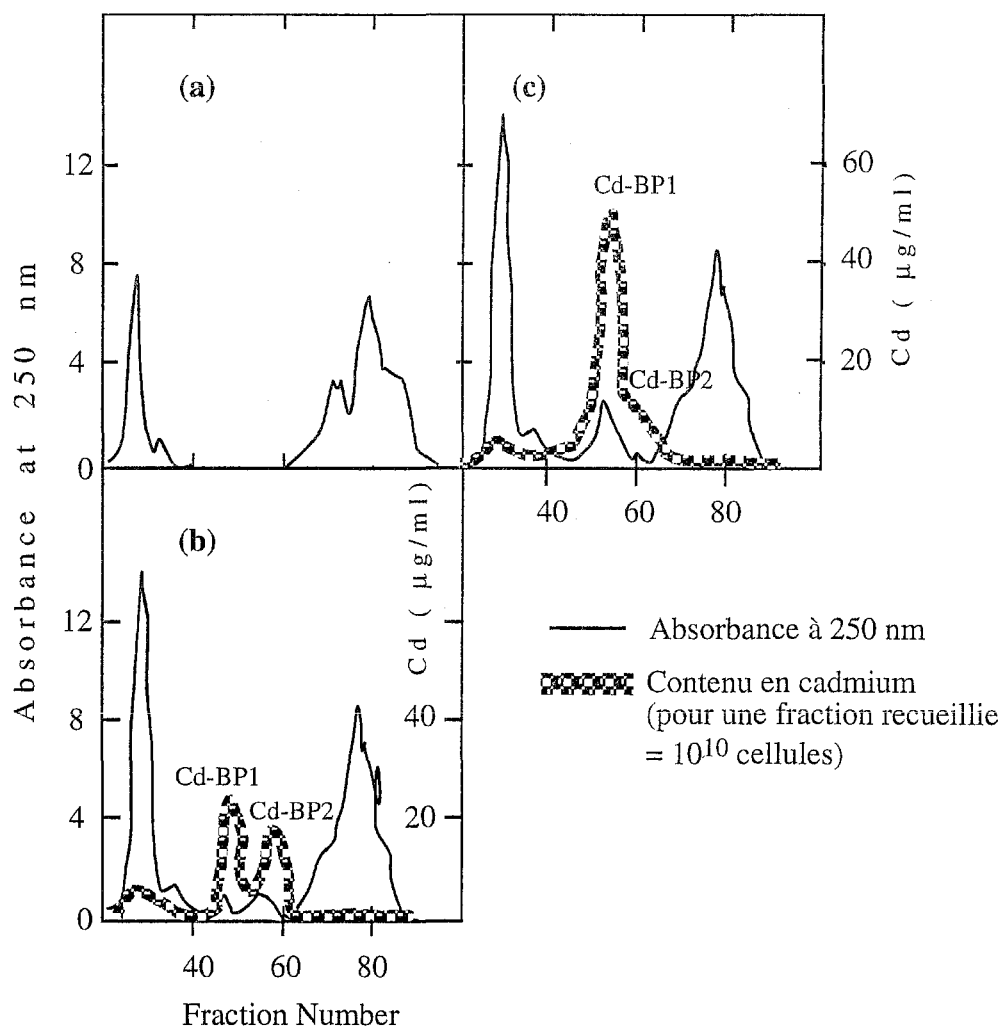 (a)
(c)
12
8
4
0
Absorbance at 250 nm
60
40
20
Cd ( µg/ml)
Cd-BP1
Cd-BP2
40
60
80
(b)
12
8
4
0
Cd ( µg/ml)
40
20
Cd-BP1
Cd-BP2
40
60
80
Fraction Number
Absorbance à 250 nm
Contenu en cadmium
(pour une fraction recueillie
= 10¹⁰ cellules)